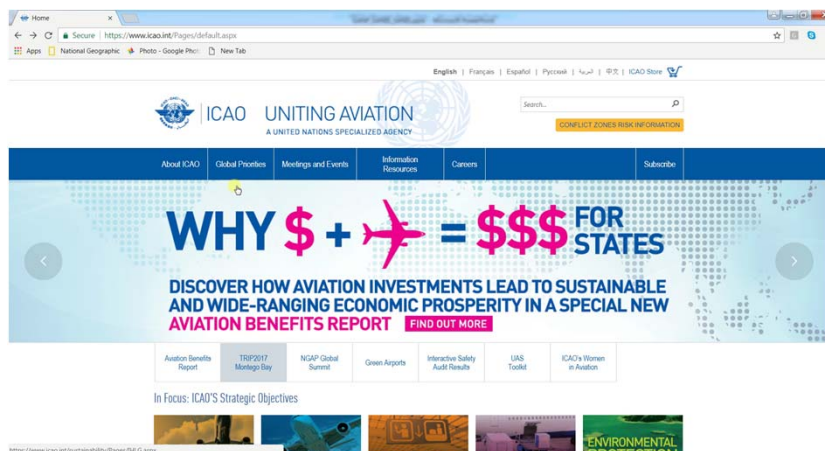 Home
Secure | https://www.icao.int/Pages/default.aspx
Apps National Geographic Photo - Google Phot New Tab
English | Français | Español | Русский | العربية | 中文 | ICAO Store
ICAO UNITING AVIATION
A UNITED NATIONS SPECIALIZED AGENCY
Search...
CONFLICT ZONES RISK INFORMATION
About ICAO Global Priorities Meetings and Events Information Resources Careers Subscribe
WHY $ + = $$$ FOR STATES
DISCOVER HOW AVIATION INVESTMENTS LEAD TO SUSTAINABLE
AND WIDE-RANGING ECONOMIC PROSPERITY IN A SPECIAL NEW
AVIATION BENEFITS REPORT FIND OUT MORE
Aviation Benefits Report TRIP2017 Montego Bay NGAP Global Summit Green Airports Interactive Safety Audit Results UAS Toolkit ICAO's Women in Aviation
In Focus: ICAO'S Strategic Objectives
ENVIRONMENTAL